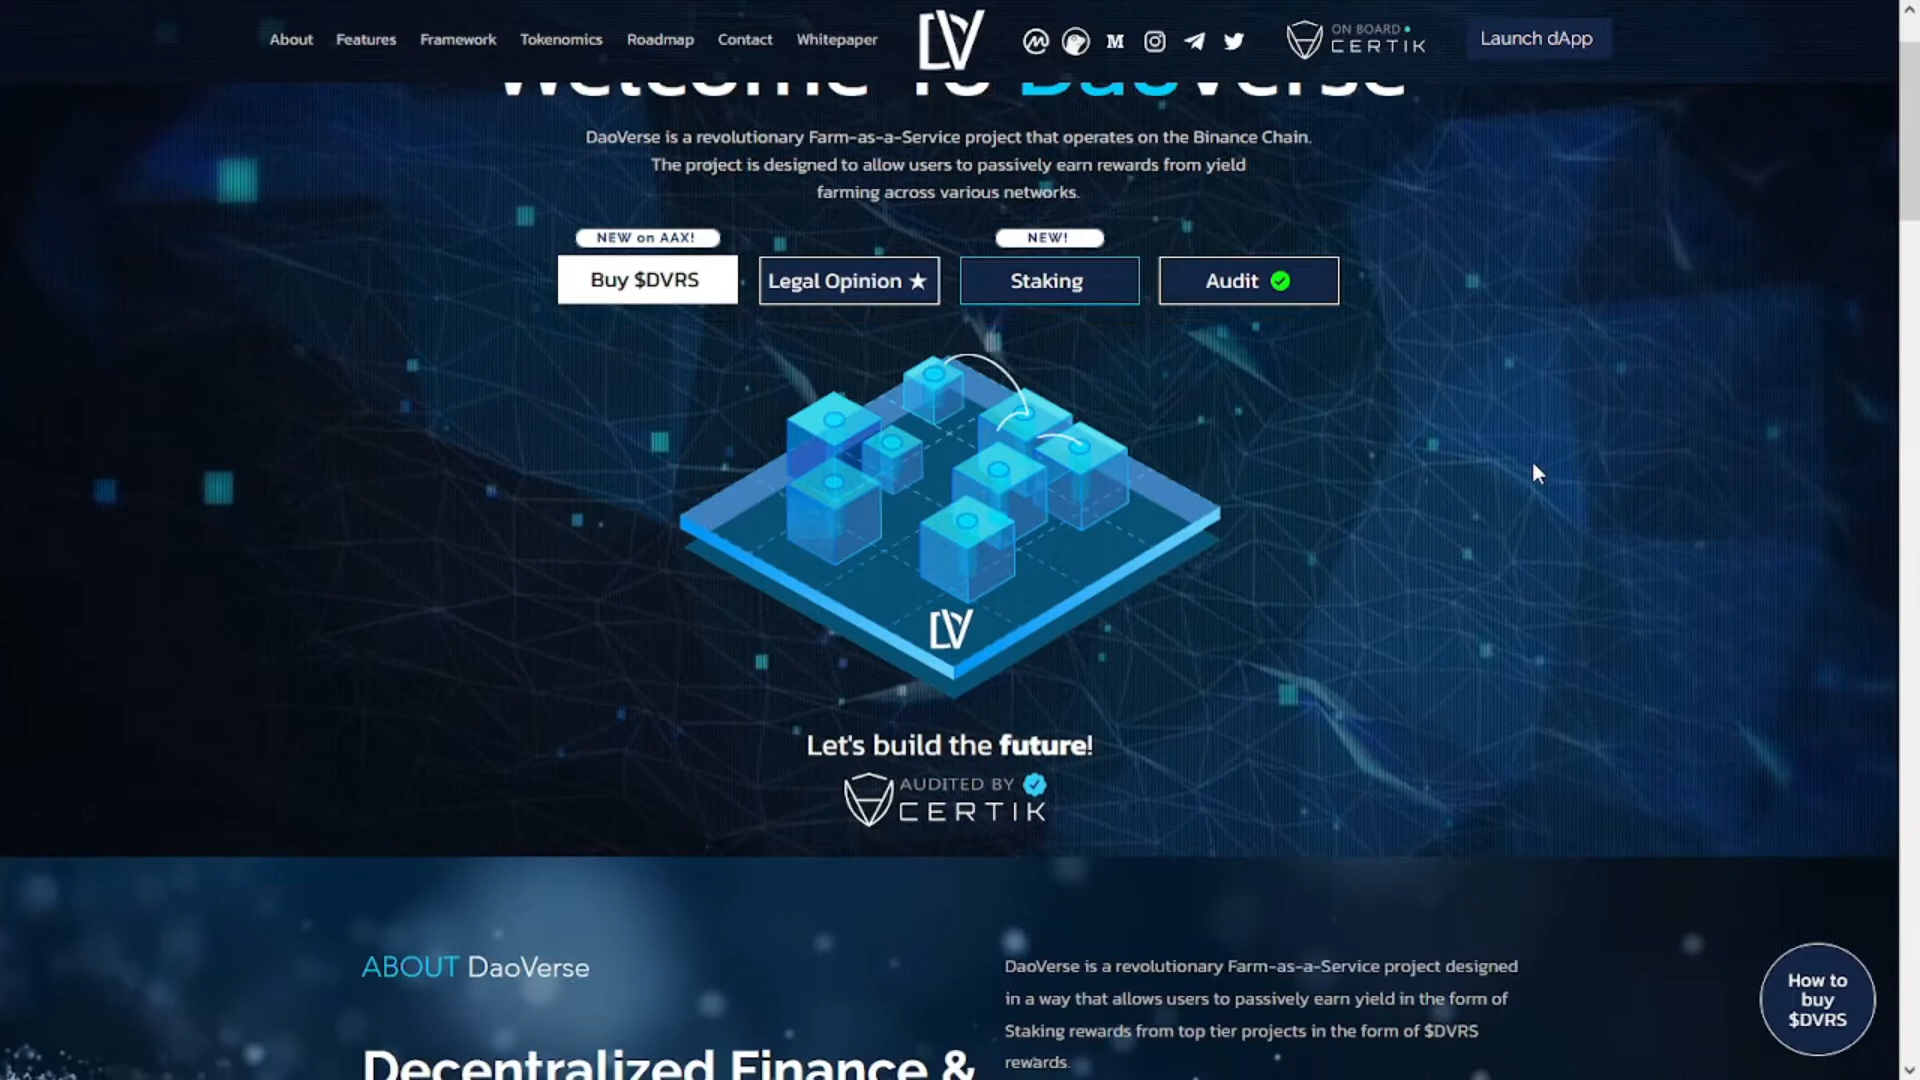 About Features Framework Tokenomics Roadmap Contact Whitepaper DV M ON BOARD CERTIK Launch dApp
Welcome To DaoVerse
DaoVerse is a revolutionary Farm-as-a-Service project that operates on the Binance Chain.
The project is designed to allow users to passively earn rewards from yield
farming across various networks.
NEW on AAX! NEW!
Buy $DVRS Legal Opinion ★ Staking Audit
DV
Let's build the future!
AUDITED BY
CERTIK
ABOUT DaoVerse
Decentralized Finance &
DaoVerse is a revolutionary Farm-as-a-Service project designed
in a way that allows users to passively earn yield in the form of
Staking rewards from top tier projects in the form of $DVRS
rewards.
How to
buy
$DVRS